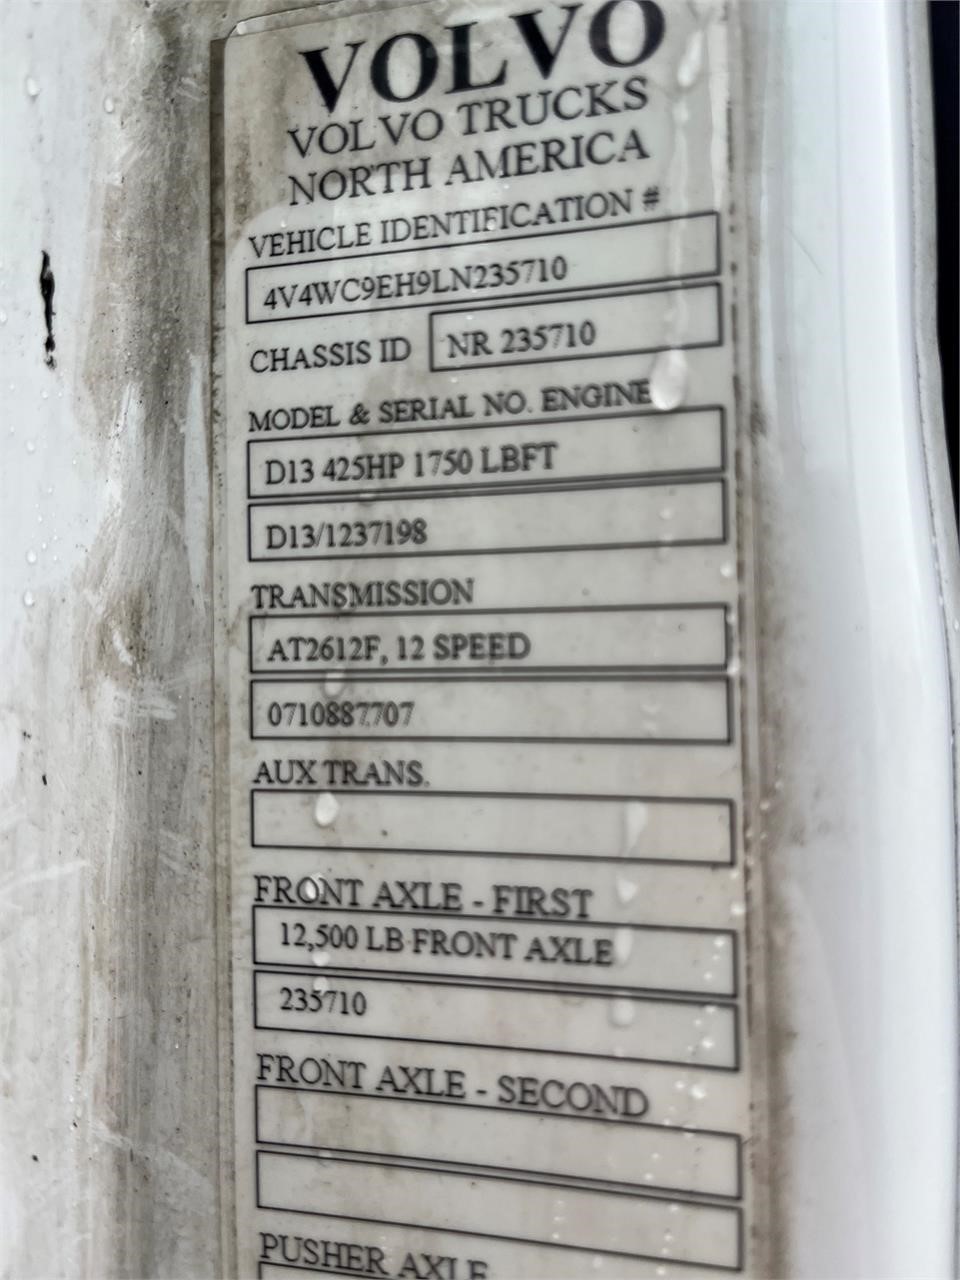 VOLVO
VOLVO TRUCKS
NORTH AMERICA
VEHICLE IDENTIFICATION #
4V4WC9EH9LN235710
CHASSIS ID NR 235710
MODEL & SERIAL NO. ENGINE
D13 425HP 1750 LBFT
D13/1237198
TRANSMISSION
AT2612F, 12 SPEED
0710887707
AUX TRANS.
FRONT AXLE - FIRST
12,500 LB FRONT AXLE
235710
FRONT AXLE - SECOND
PUSHER AXLE